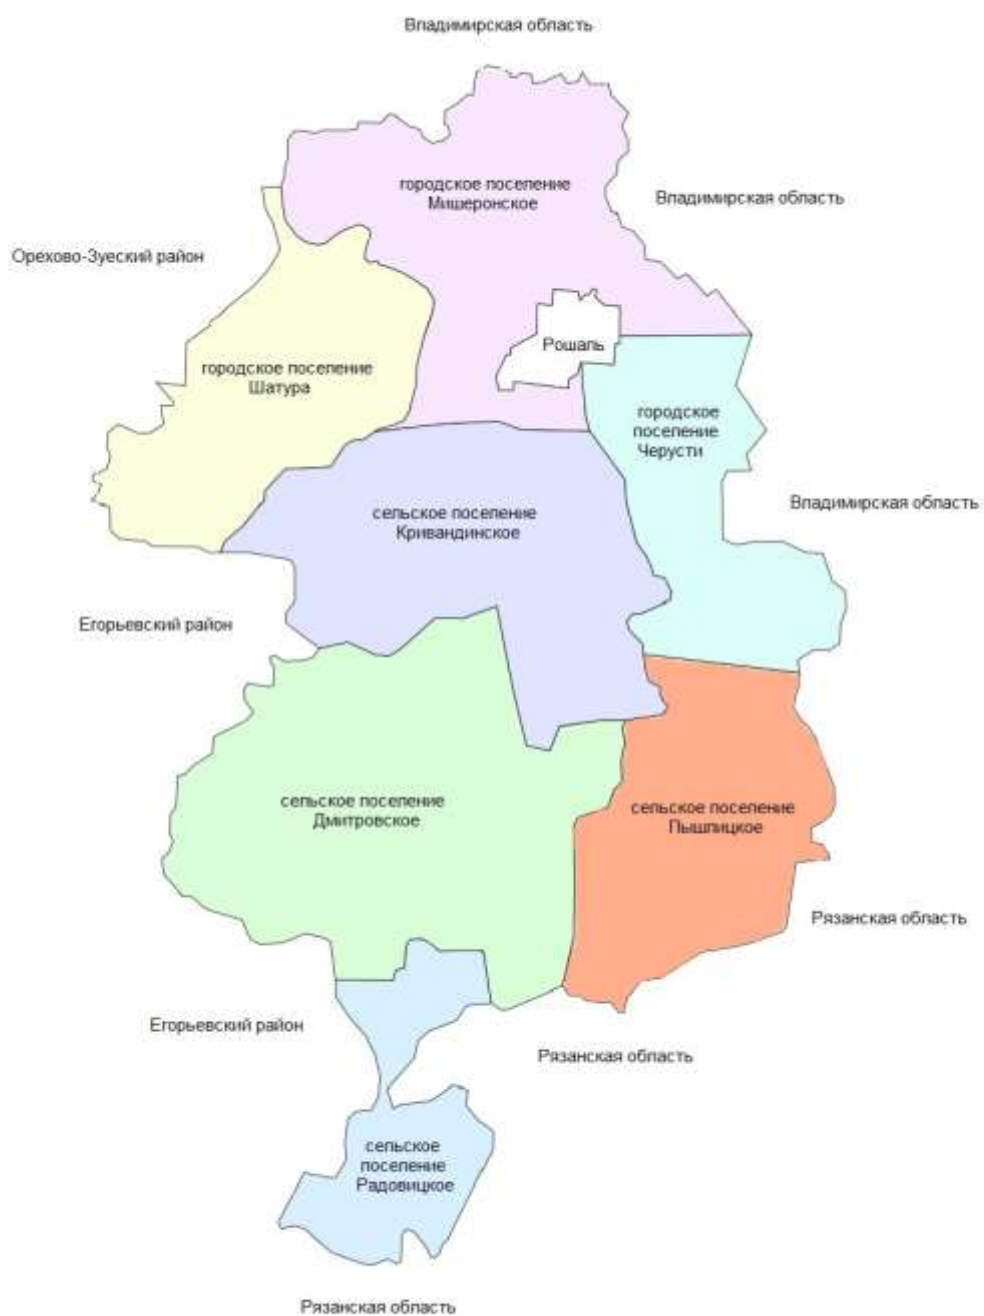 Владимирская область
городское поселение
Мишеронское
Владимирская область
Орехово-Зуеский район
Рошаль
городское поселение
Шатура
городское
поселение
Черусти
Владимирская область
сельское поселение
Кривандинское
Егорьевский район
сельское поселение
Дмитровское
сельское поселение
Пышлицкое
Рязанская область
Егорьевский район
Рязанская область
сельское
поселение
Радовицкое
Рязанская область